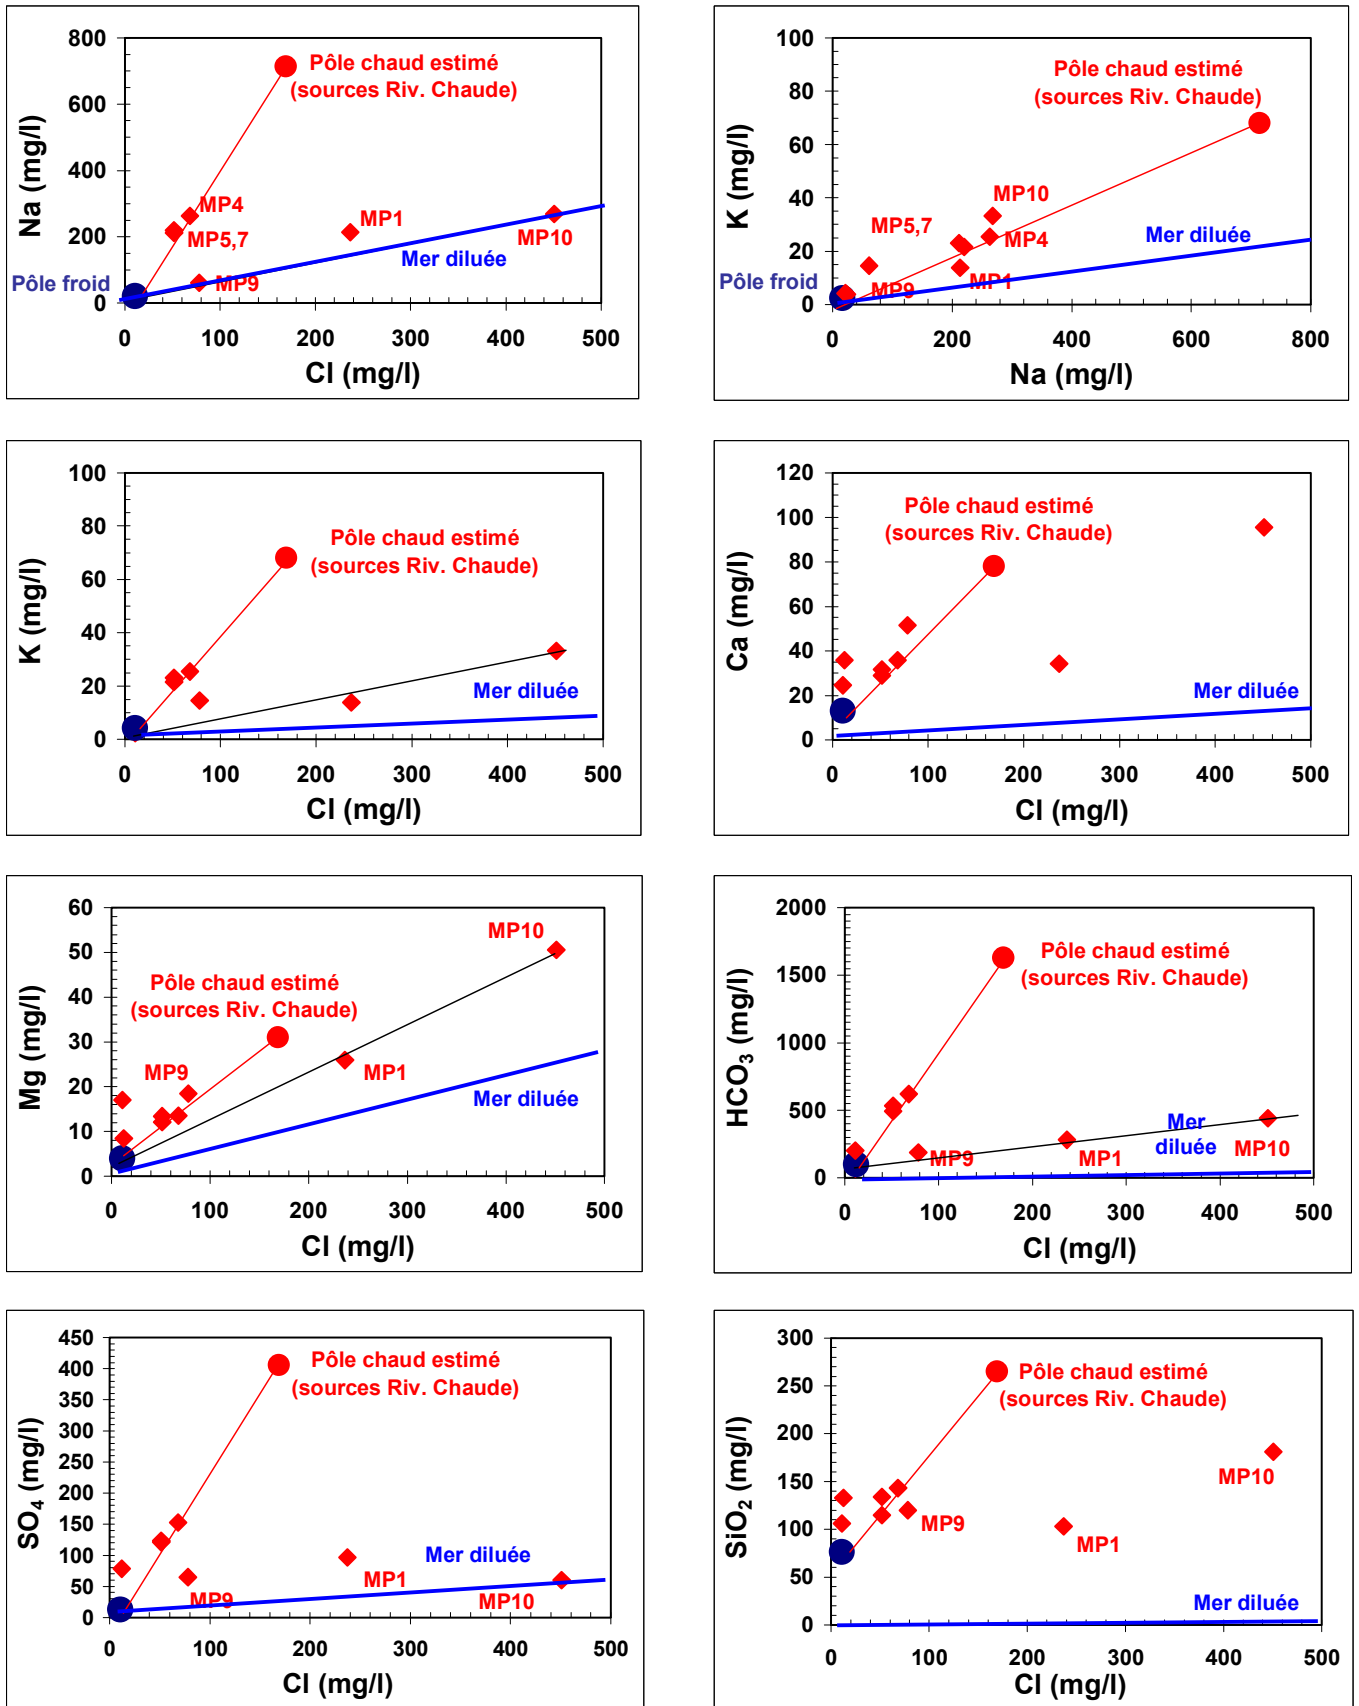 800
700
600
500
400
300
200
100
0
Na (mg/l)
Pôle chaud estimé
(sources Riv. Chaude)
MP4
MP5,7
MP1
MP10
Mer diluée
Pôle froid
MP9
0 100 200 300 400 500
Cl (mg/l)
100
80
60
40
20
0
K (mg/l)
Pôle chaud estimé
(sources Riv. Chaude)
MP10
MP5,7
MP4
Mer diluée
Pôle froid
MP9
MP1
0 200 400 600 800
Na (mg/l)
100
80
60
40
20
0
K (mg/l)
Pôle chaud estimé
(sources Riv. Chaude)
Mer diluée
0 100 200 300 400 500
Cl (mg/l)
120
100
80
60
40
20
0
Ca (mg/l)
Pôle chaud estimé
(sources Riv. Chaude)
Mer diluée
0 100 200 300 400 500
Cl (mg/l)
60
50
40
30
20
10
0
Mg (mg/l)
MP10
Pôle chaud estimé
(sources Riv. Chaude)
MP9
MP1
Mer diluée
0 100 200 300 400 500
Cl (mg/l)
2000
1500
1000
500
0
HCO3 (mg/l)
Pôle chaud estimé
(sources Riv. Chaude)
Mer
diluée
MP9
MP1
MP10
0 100 200 300 400 500
Cl (mg/l)
450
400
350
300
250
200
150
100
50
0
SO4 (mg/l)
Pôle chaud estimé
(sources Riv. Chaude)
Mer diluée
MP9
MP1
MP10
0 100 200 300 400 500
Cl (mg/l)
300
250
200
150
100
50
0
SiO2 (mg/l)
Pôle chaud estimé
(sources Riv. Chaude)
MP10
MP9
MP1
Mer diluée
0 100 200 300 400 500
Cl (mg/l)